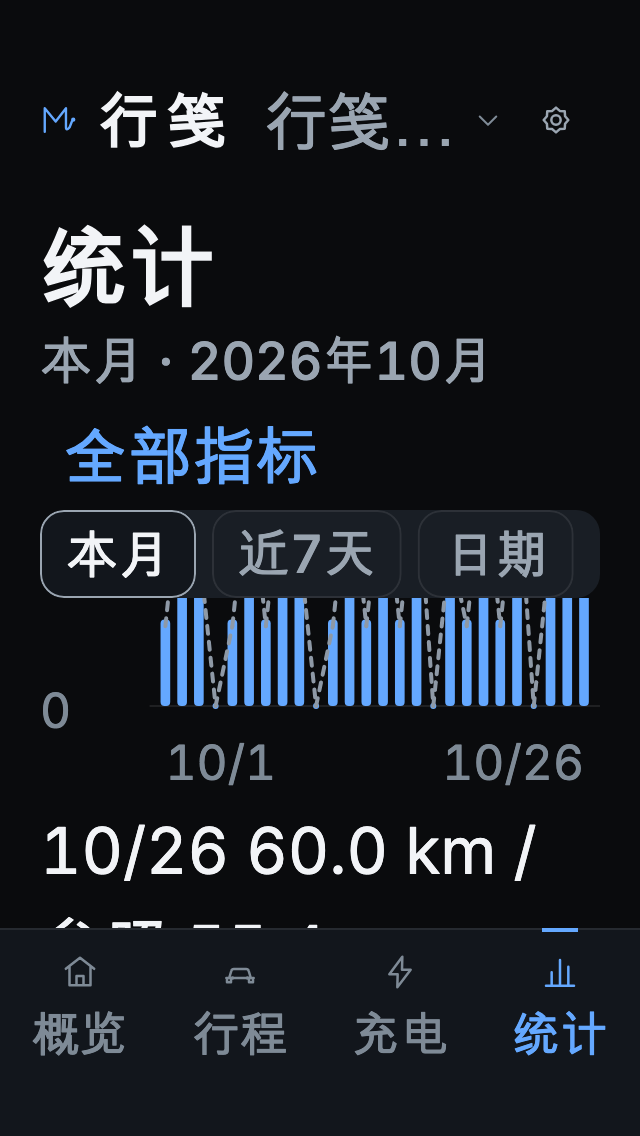 行笺 行笺...
统计
本月 · 2026年10月
全部指标
本月 近7天 日期
0
10/1 10/26
10/26 60.0 km /
概览 行程 充电 统计